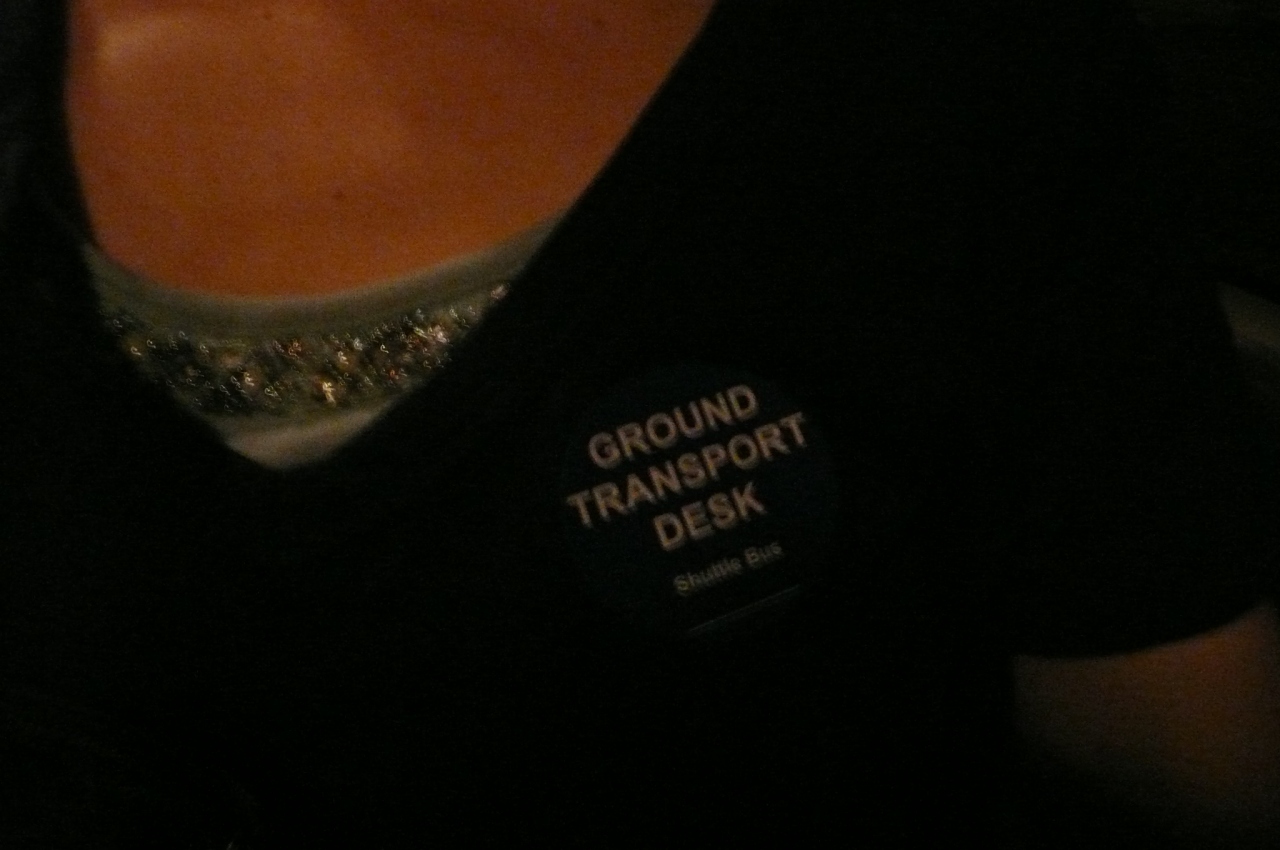 GROUND
TRANSPORT
DESK
Shuttle Bus